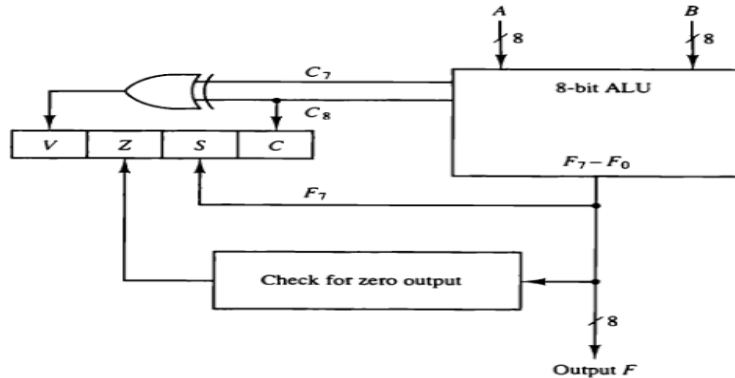 A B
8 8
C₇
8-bit ALU
C₈
V Z S C
F₇ – F₀
F₇
Check for zero output
8
Output F